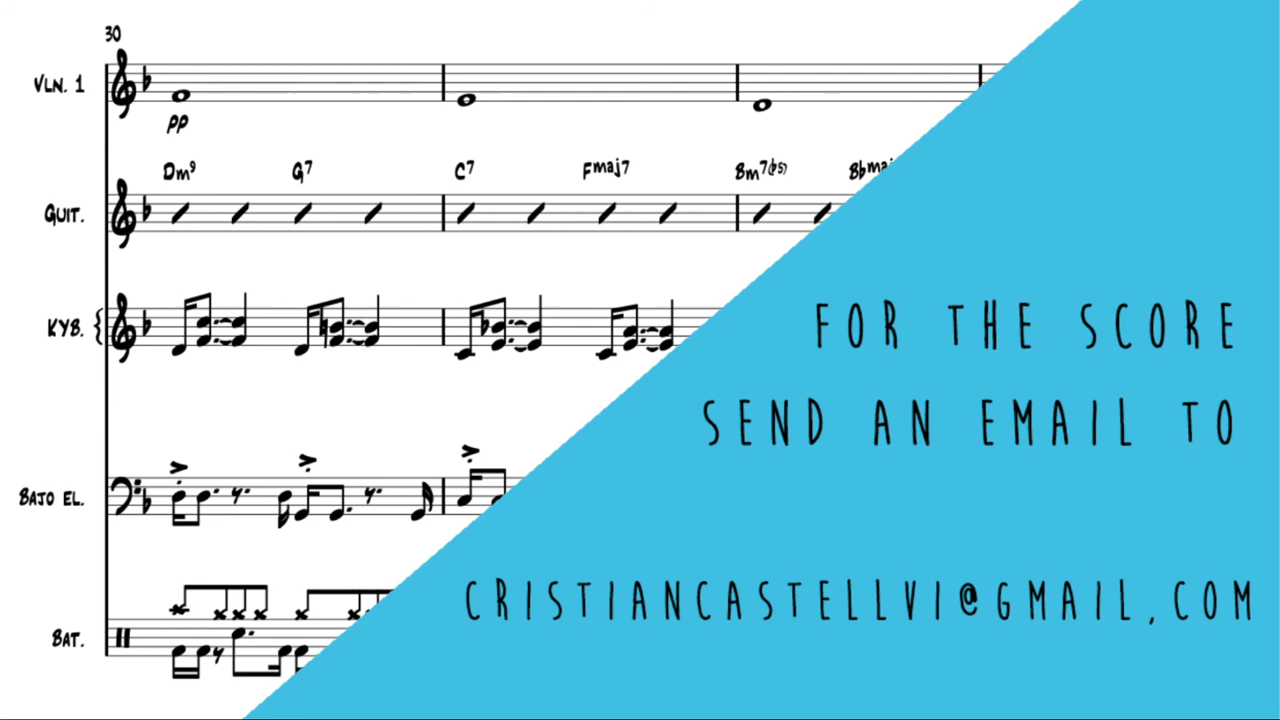 30
VLN. 1
pp
Dm9 G7 C7 Fmaj7 Bm7(b5)
GUIT.
KYB.
FOR THE SCORE
SEND AN EMAIL TO
BAJO EL.
CRISTIANCASTELLVI@GMAIL,COM
BAT.